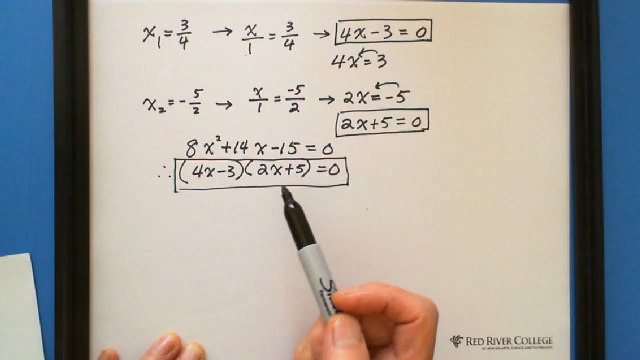 x₁ = 3/4 → x/1 = 3/4 → 4x - 3 = 0
4x = 3
x₂ = -5/2 → x/1 = -5/2 → 2x = -5
2x + 5 = 0
8x² + 14x - 15 = 0
∴ (4x - 3)(2x + 5) = 0
RED RIVER COLLEGE